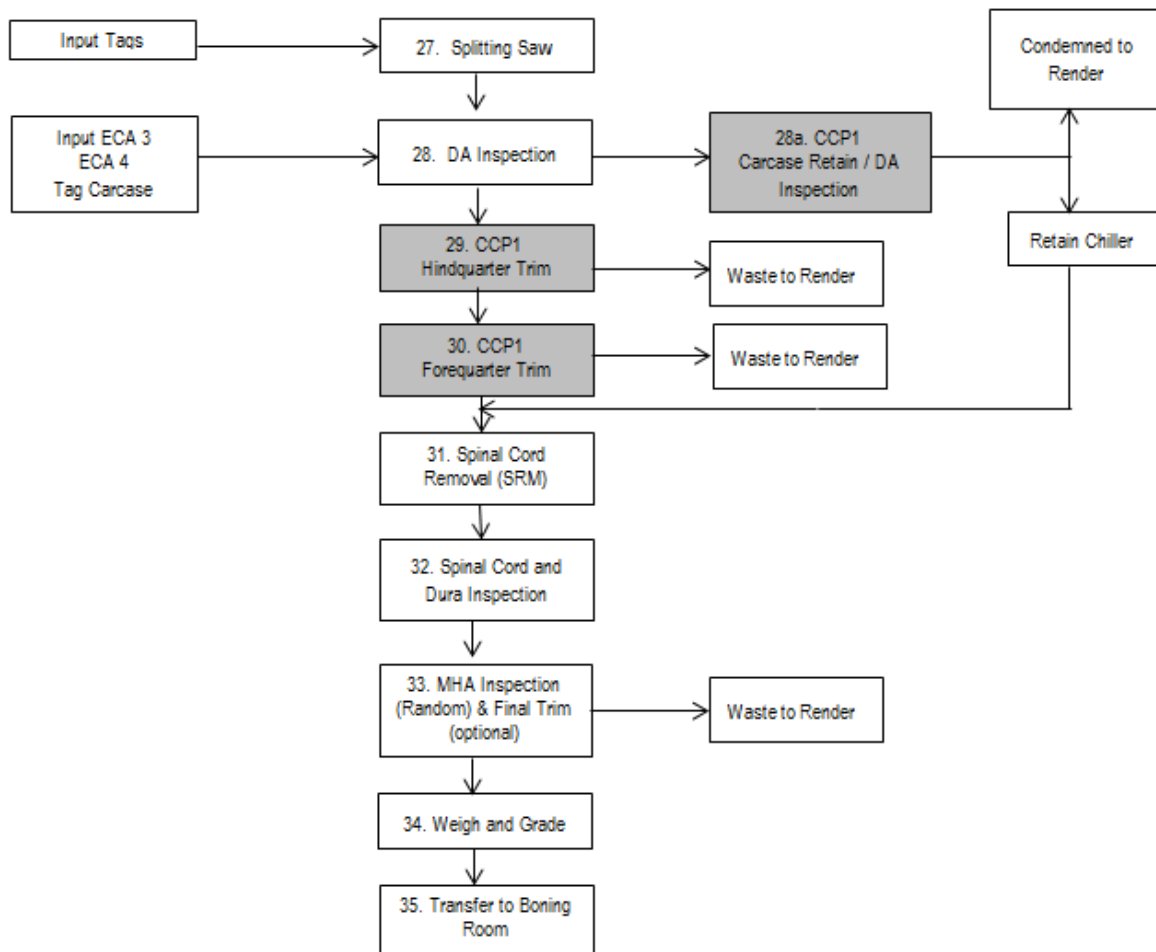 Input Tags
27. Splitting Saw
Condemned to
Render
Input ECA 3
ECA 4
Tag Carcase
28. DA Inspection
28a. CCP1
Carcase Retain / DA
Inspection
Retain Chiller
29. CCP1
Hindquarter Trim
Waste to Render
30. CCP1
Forequarter Trim
Waste to Render
31. Spinal Cord
Removal (SRM)
32. Spinal Cord and
Dura Inspection
33. MHA Inspection
(Random) & Final Trim
(optional)
Waste to Render
34. Weigh and Grade
35. Transfer to Boning
Room